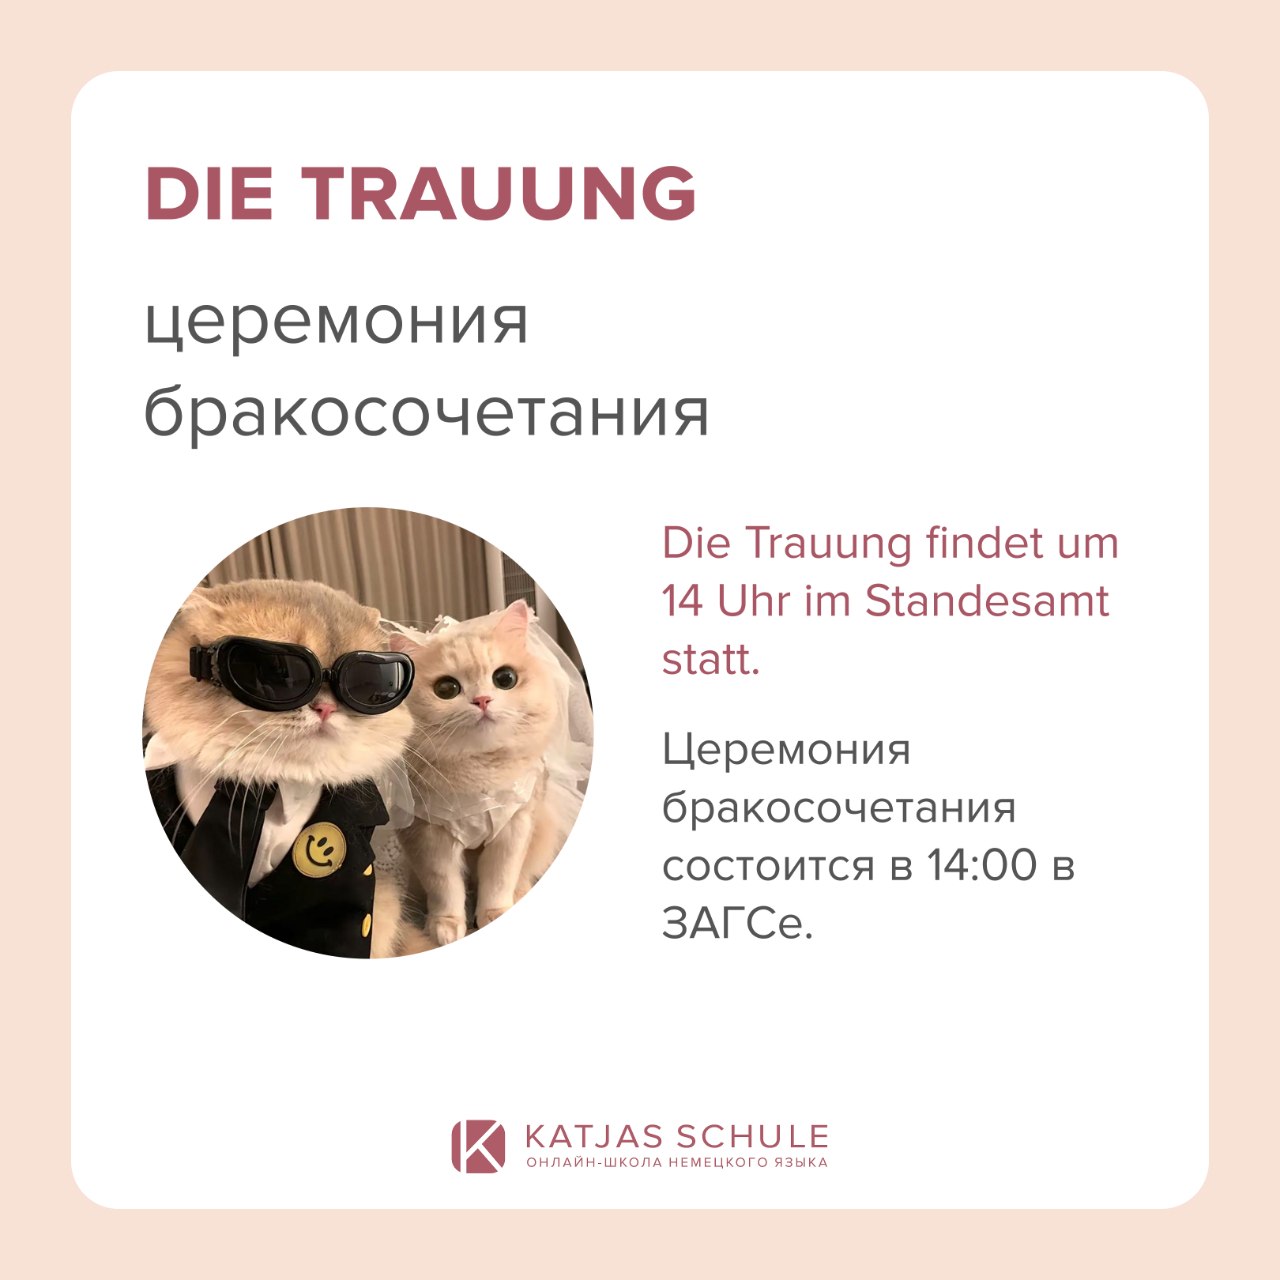 DIE TRAUUNG
церемония
бракосочетания
Die Trauung findet um
14 Uhr im Standesamt
statt.
Церемония
бракосочетания
состоится в 14:00 в
ЗАГСе.
KATJAS SCHULE
ОНЛАЙН-ШКОЛА НЕМЕЦКОГО ЯЗЫКА